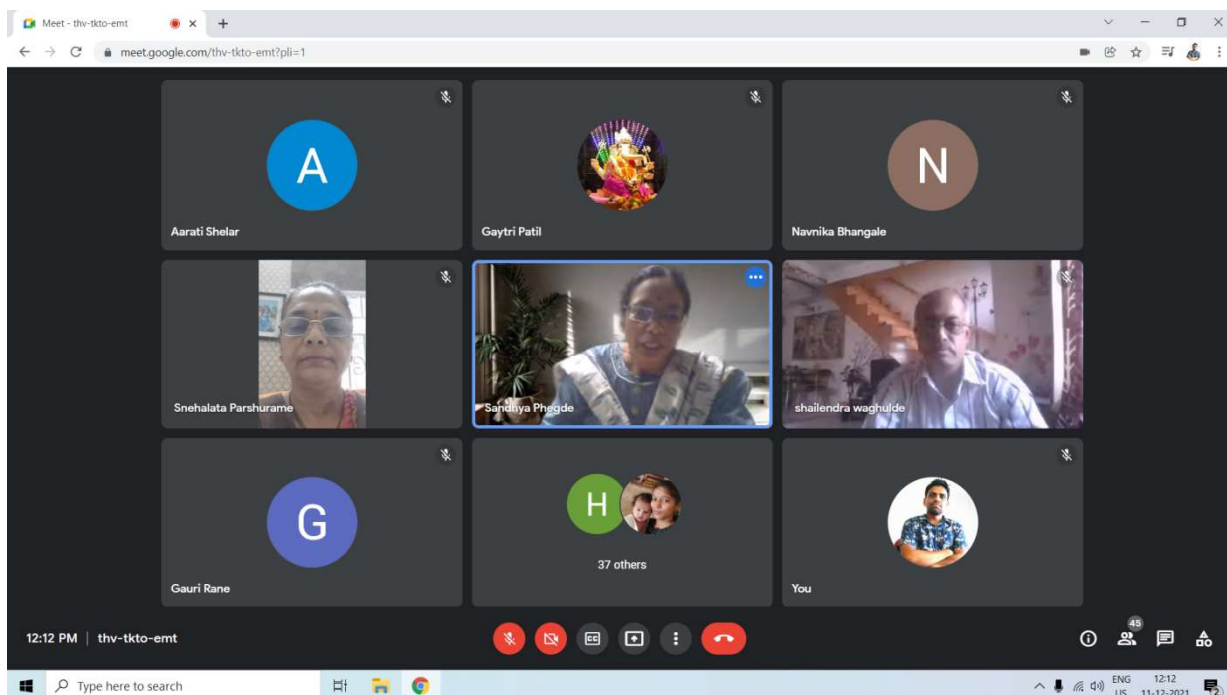 Meet - thv-tkto-emt
meet.google.com/thv-tkto-emt?pli=1
A
Aarati Shelar
Gaytri Patil
N
Navnika Bhangale
Snehalata Parshurame
Sandhya Phegde
shailendra waghulde
G
Gauri Rane
H
37 others
You
12:12 PM | thv-tkto-emt
CC
45
Type here to search
ENG
US
12:12
11-12-2021